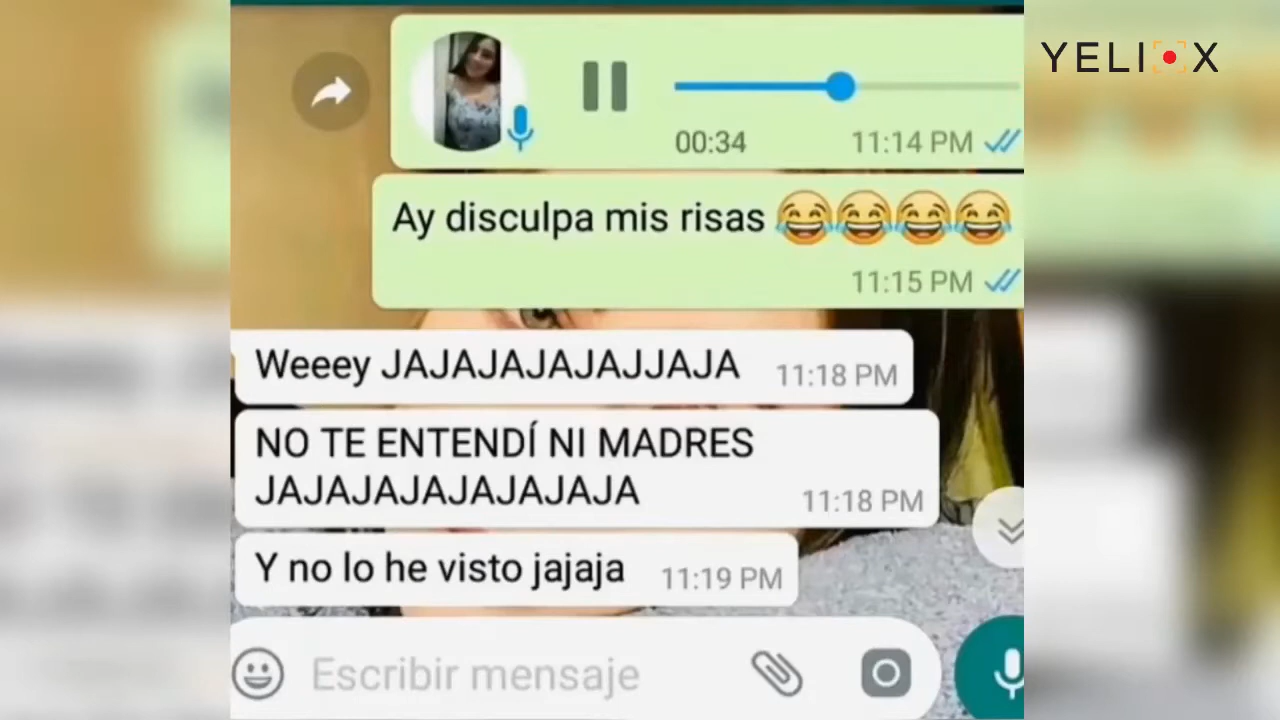 YELIOX
00:34 11:14 PM
Ay disculpa mis risas 😂😂😂😂
11:15 PM
Weeey JAJAJAJAJAJJAJA 11:18 PM
NO TE ENTENDÍ NI MADRES
JAJAJAJAJAJAJAJA 11:18 PM
Y no lo he visto jajaja 11:19 PM
Escribir mensaje